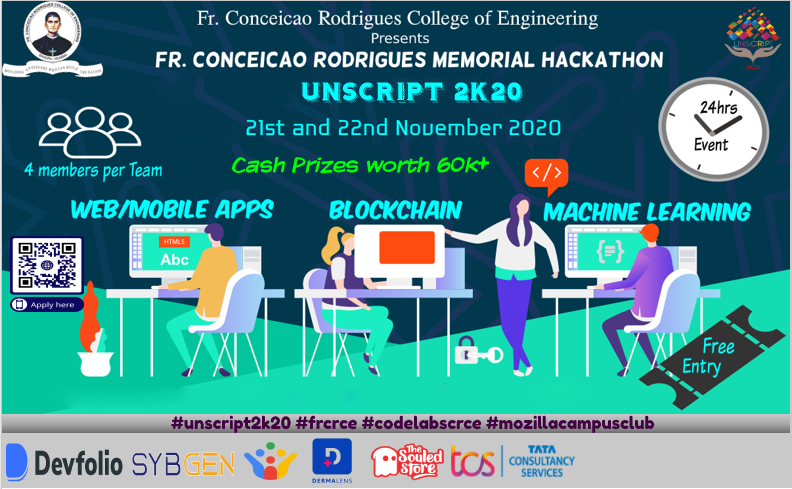 Fr. Conceicao Rodrigues College of Engineering
Presents
FR. CONCEICAO RODRIGUES MEMORIAL HACKATHON
UNSCRIPT
UNSCRIPT 2K20
21st and 22nd November 2020
24hrs
Event
4 members per Team
Cash Prizes worth 60k+
</>
WEB/MOBILE APPS
BLOCKCHAIN
MACHINE LEARNING
HTML5
Abc
Apply here
Free
Entry
#unscript2k20 #frcrce #codelabscrce #mozillacampusclub
Devfolio
SYBGEN
DERMALENS
The
Souled
Store
tcs
TATA
CONSULTANCY
SERVICES